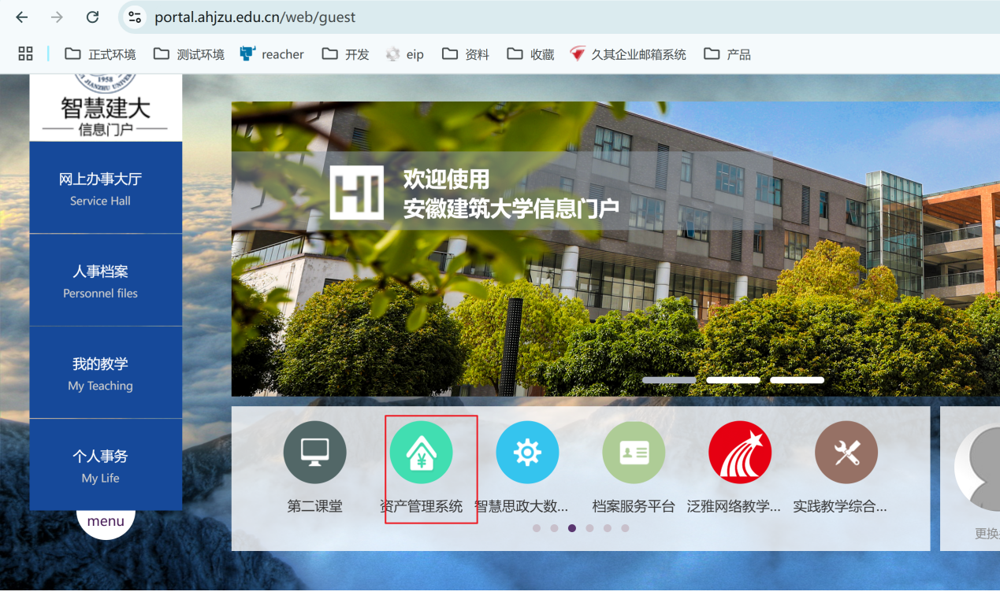 portal.ahjzu.edu.cn/web/guest
正式环境 测试环境 reacher 开发 eip 资料 收藏 久其企业邮箱系统 产品
1958
智慧建大
信息门户
网上办事大厅
Service Hall
人事档案
Personnel files
我的教学
My Teaching
个人事务
My Life
menu
HI
欢迎使用
安徽建筑大学信息门户
¥
第二课堂 资产管理系统 智慧思政大数... 档案服务平台 泛雅网络教学... 实践教学综合...
更换